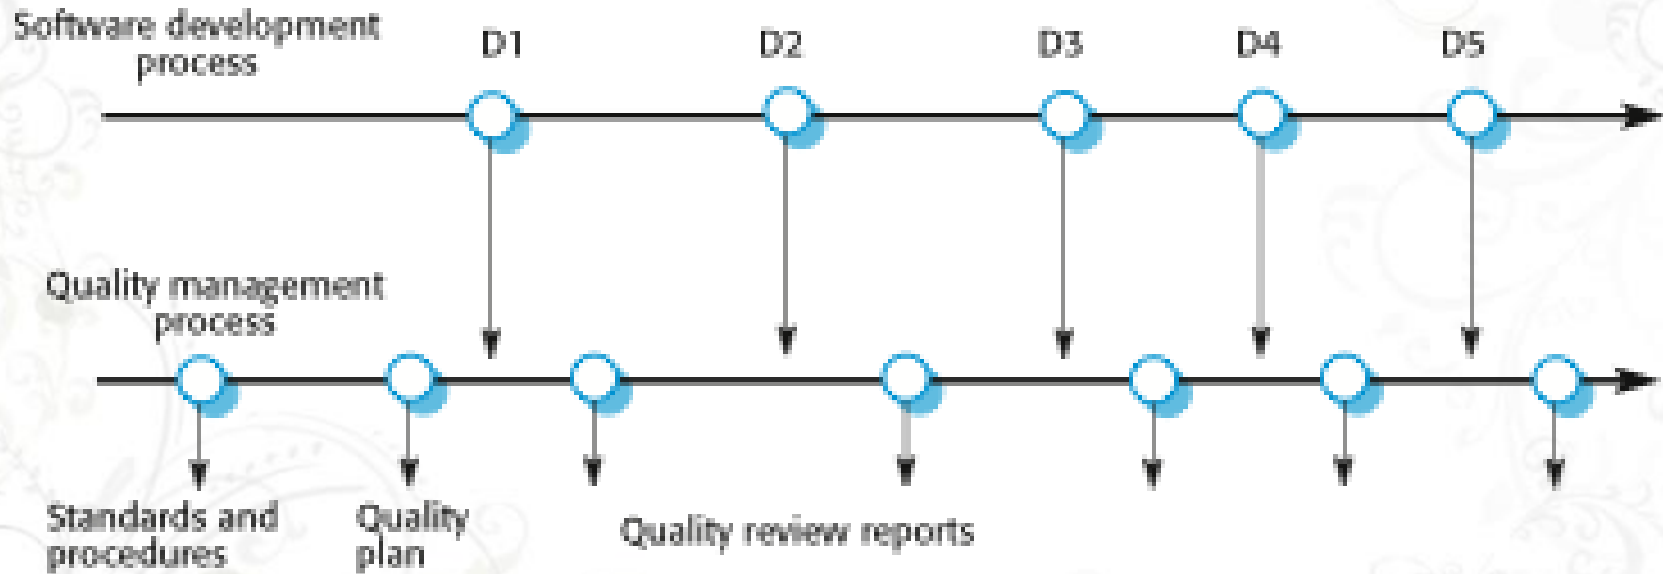 Software development
process
D1
D2
D3
D4
D5
Quality management
process
Standards and
procedures
Quality
plan
Quality review reports